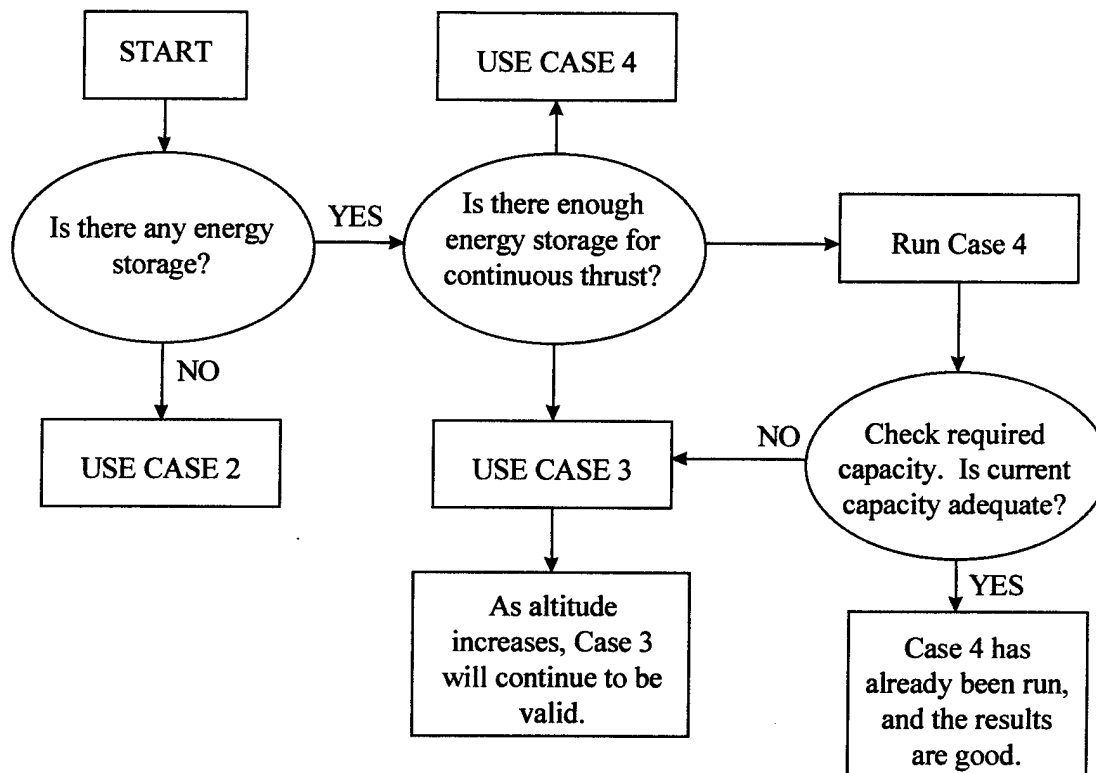 START
USE CASE 4
Is there any energy
storage?
YES
Is there enough
energy storage for
continuous thrust?
Run Case 4
NO
USE CASE 2
USE CASE 3
NO
Check required
capacity.  Is current
capacity adequate?
YES
As altitude
increases, Case 3
will continue to be
valid.
Case 4 has
already been run,
and the results
are good.